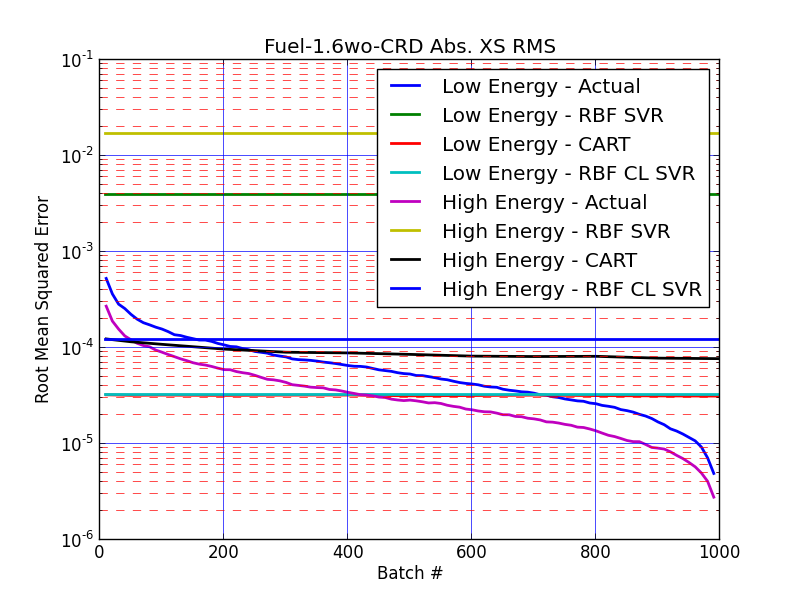 Fuel-1.6wo-CRD Abs. XS RMS
10^-1
10^-2
10^-3
10^-4
10^-5
10^-6
Root Mean Squared Error
Low Energy - Actual
Low Energy - RBF SVR
Low Energy - CART
Low Energy - RBF CL SVR
High Energy - Actual
High Energy - RBF SVR
High Energy - CART
High Energy - RBF CL SVR
0 200 400 600 800 1000
Batch #